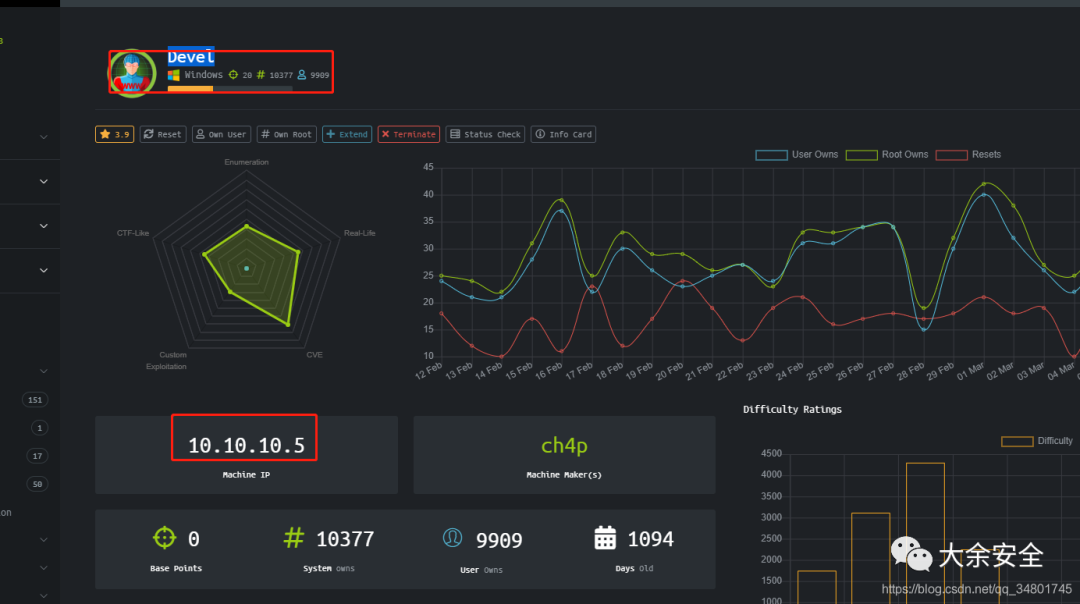 Devel
Windows 20 # 10377 9909
3.9 Reset Own User # Own Root Extend Terminate Status Check Info Card
Enumeration
CTF-Like
Real-Life
Custom Exploitation
CVE
User Owns Root Owns Resets
45
40
35
30
25
20
15
10
12 Feb 13 Feb 14 Feb 15 Feb 16 Feb 17 Feb 18 Feb 19 Feb 20 Feb 21 Feb 22 Feb 23 Feb 24 Feb 25 Feb 26 Feb 27 Feb 28 Feb 29 Feb 01 Mar 02 Mar 03 Mar 04 Mar
10.10.10.5
Machine IP
ch4p
Machine Maker(s)
0
Base Points
# 10377
System owns
9909
User Owns
1094
Days Old
Difficulty Ratings
Difficulty
4500
4000
3500
3000
2500
2000
1500
1000
151
1
17
50
on
大余安全
https://blog.csdn.net/qq_34801745